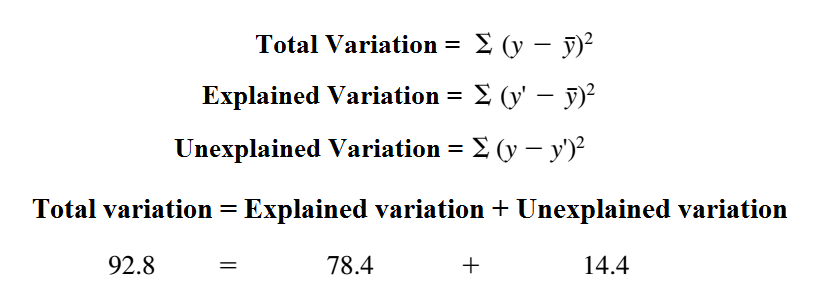 Total Variation = Σ (y − ȳ)²
Explained Variation = Σ (y' − ȳ)²
Unexplained Variation = Σ (y − y')²
Total variation = Explained variation + Unexplained variation
92.8 = 78.4 + 14.4